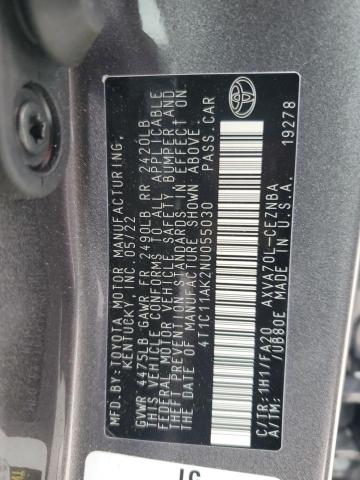 MFD.BY:TOYOTA MOTOR MANUFACTURING,
KENTUCKY, INC.05/22
GVWR 4475LB GAWR FR 2490LB RR 2420LB
THIS VEHICLE CONFORMS TO ALL APPLICABLE
FEDERAL MOTOR VEHICLE SAFETY, BUMPER AND
THEFT PREVENTION STANDARDS IN EFFECT ON
THE DATE OF MANUFACTURE SHOWN ABOVE.
4T1C11AK2NU055030 PASS.CAR
C/TR:1H1/FA20 AXVA70L-CEZNBA
A/TM: /0B80E MADE IN U.S.A.
19278
TOYOTA